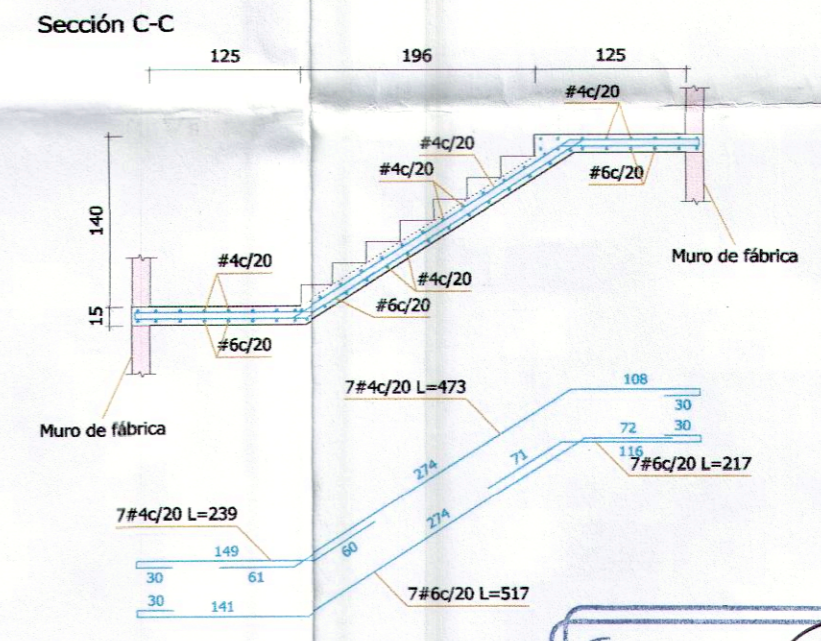 Sección C-C
125
196
125
#4c/20
#4c/20
#4c/20
#6c/20
140
Muro de fábrica
#4c/20
#4c/20
#6c/20
15
#6c/20
7#4c/20 L=473
108
30
Muro de fábrica
30
72
71
116
7#6c/20 L=217
274
7#4c/20 L=239
274
149
60
30
61
30
141
7#6c/20 L=517